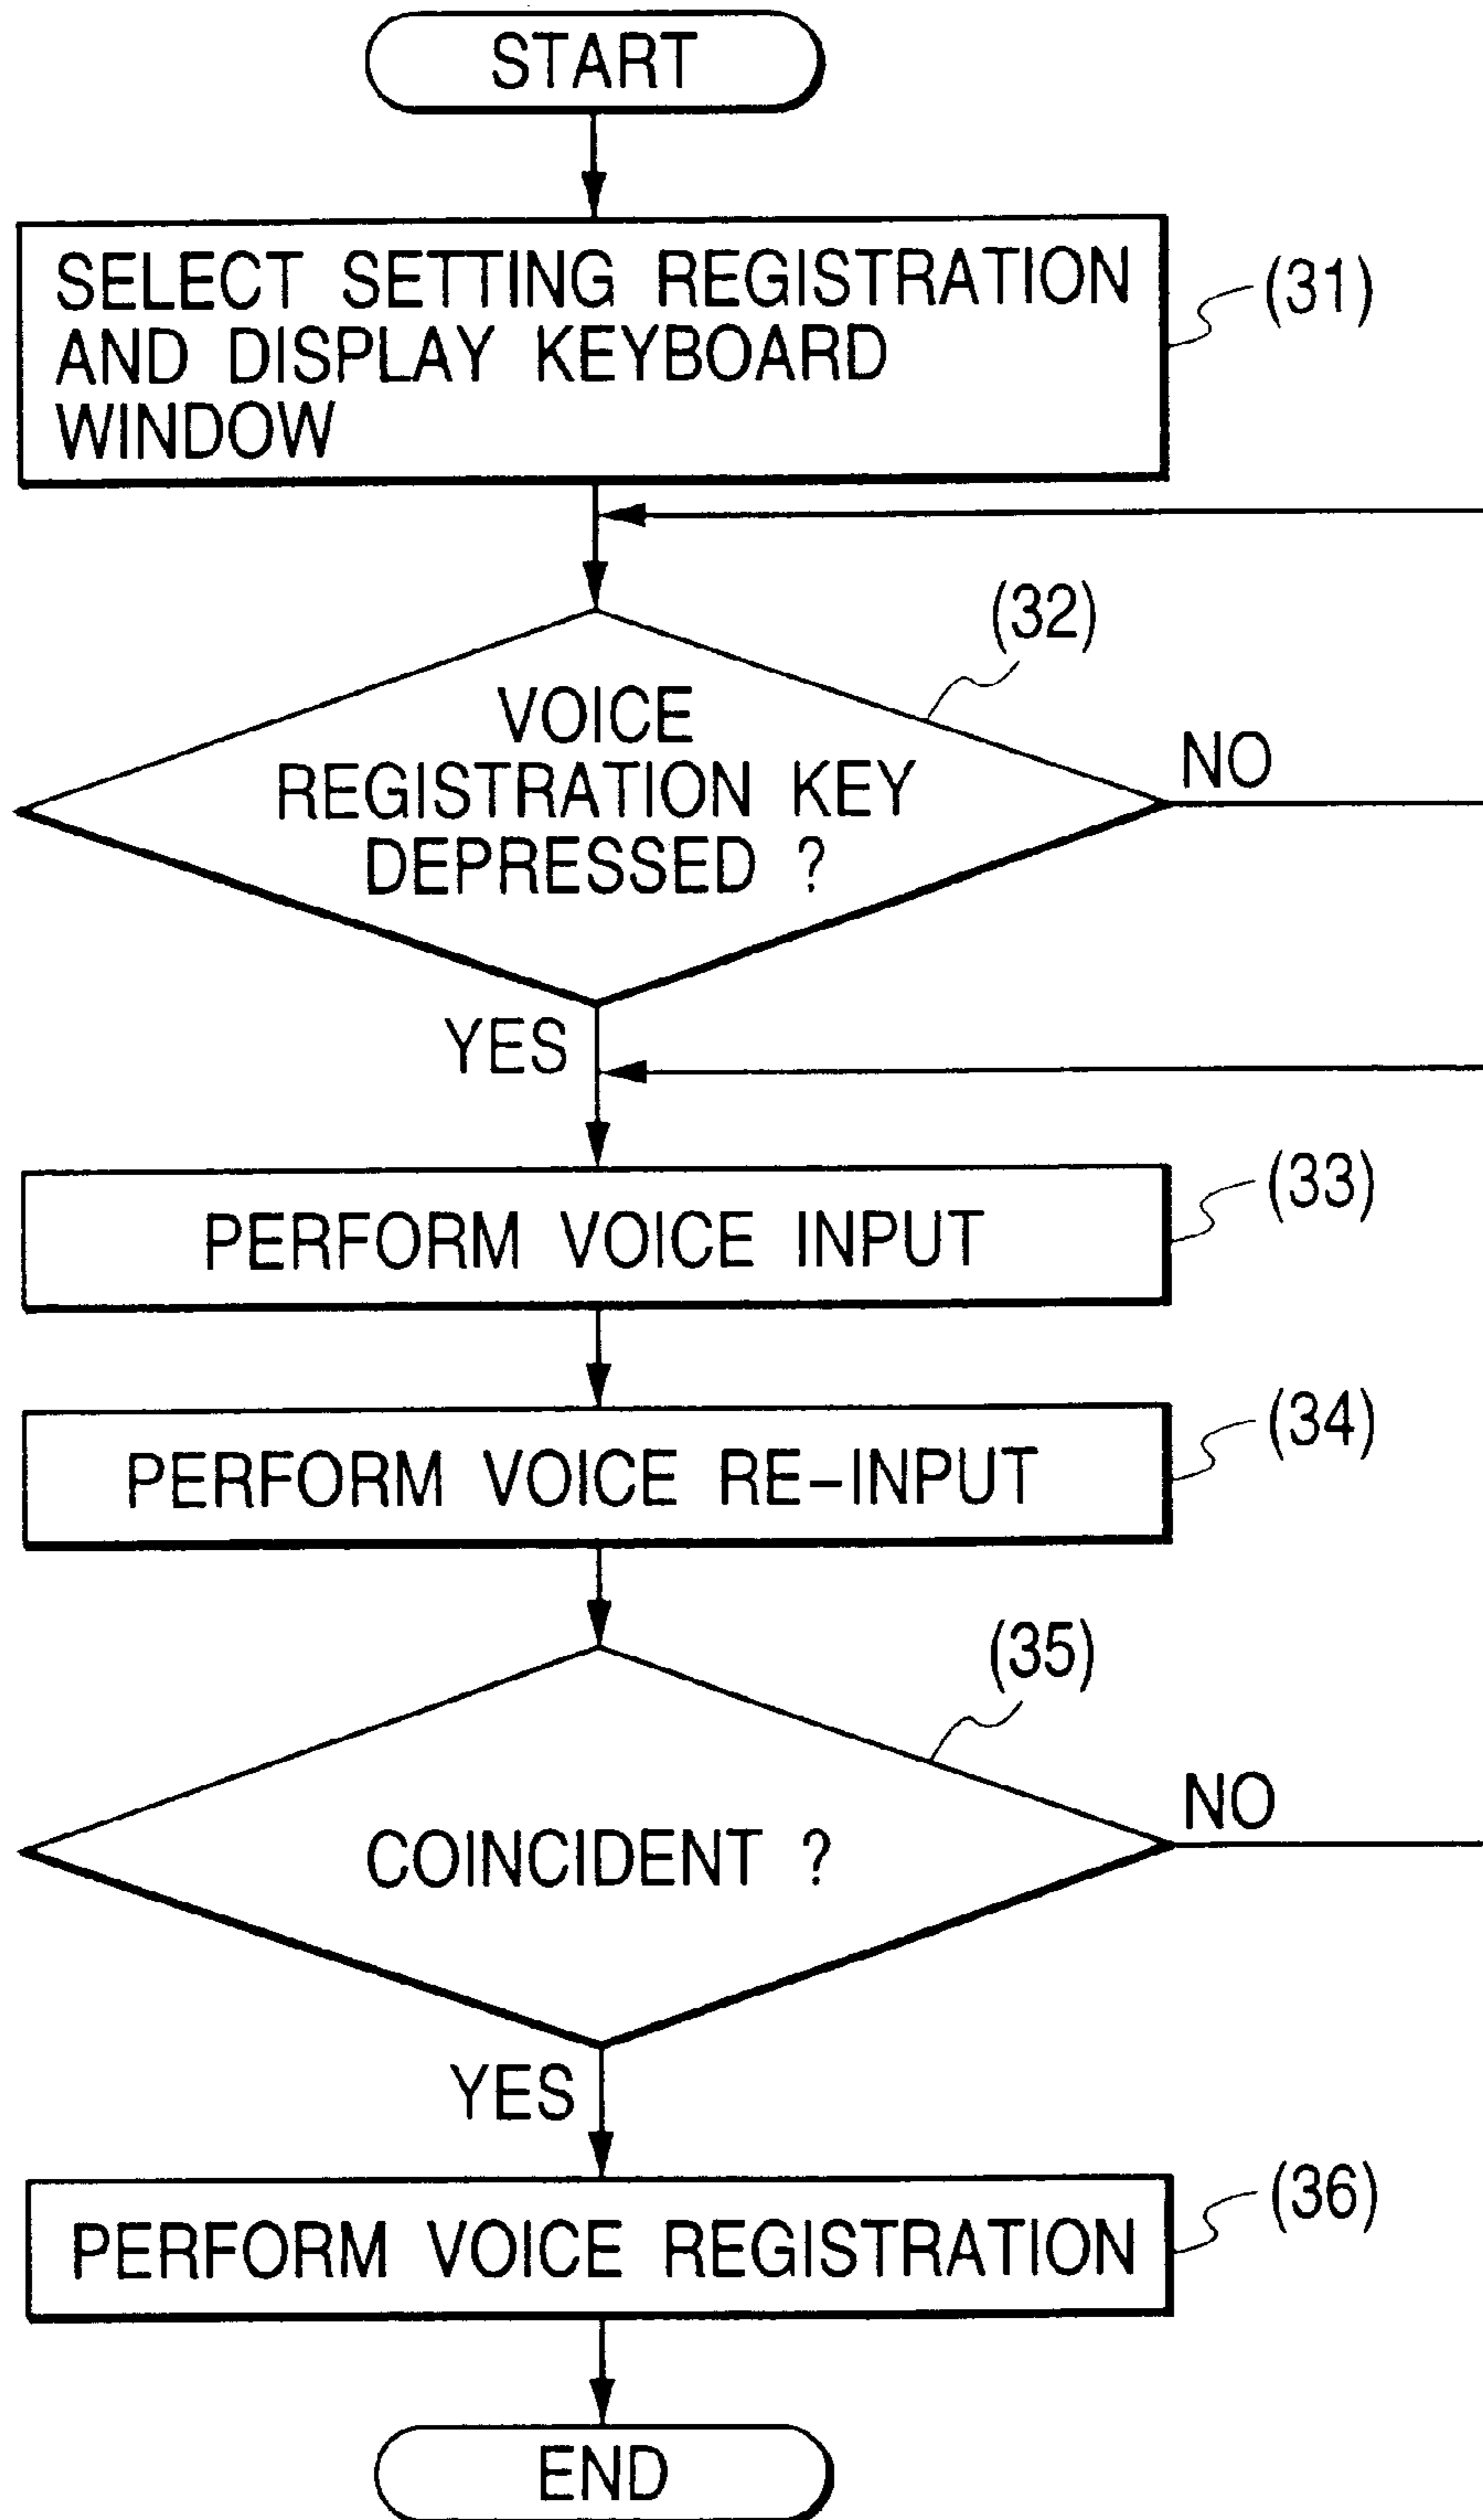 START
SELECT SETTING REGISTRATION
AND DISPLAY KEYBOARD
WINDOW
(31)
(32)
VOICE
REGISTRATION KEY
DEPRESSED ?
NO
YES
PERFORM VOICE INPUT
(33)
PERFORM VOICE RE-INPUT
(34)
(35)
COINCIDENT ?
NO
YES
PERFORM VOICE REGISTRATION
(36)
END